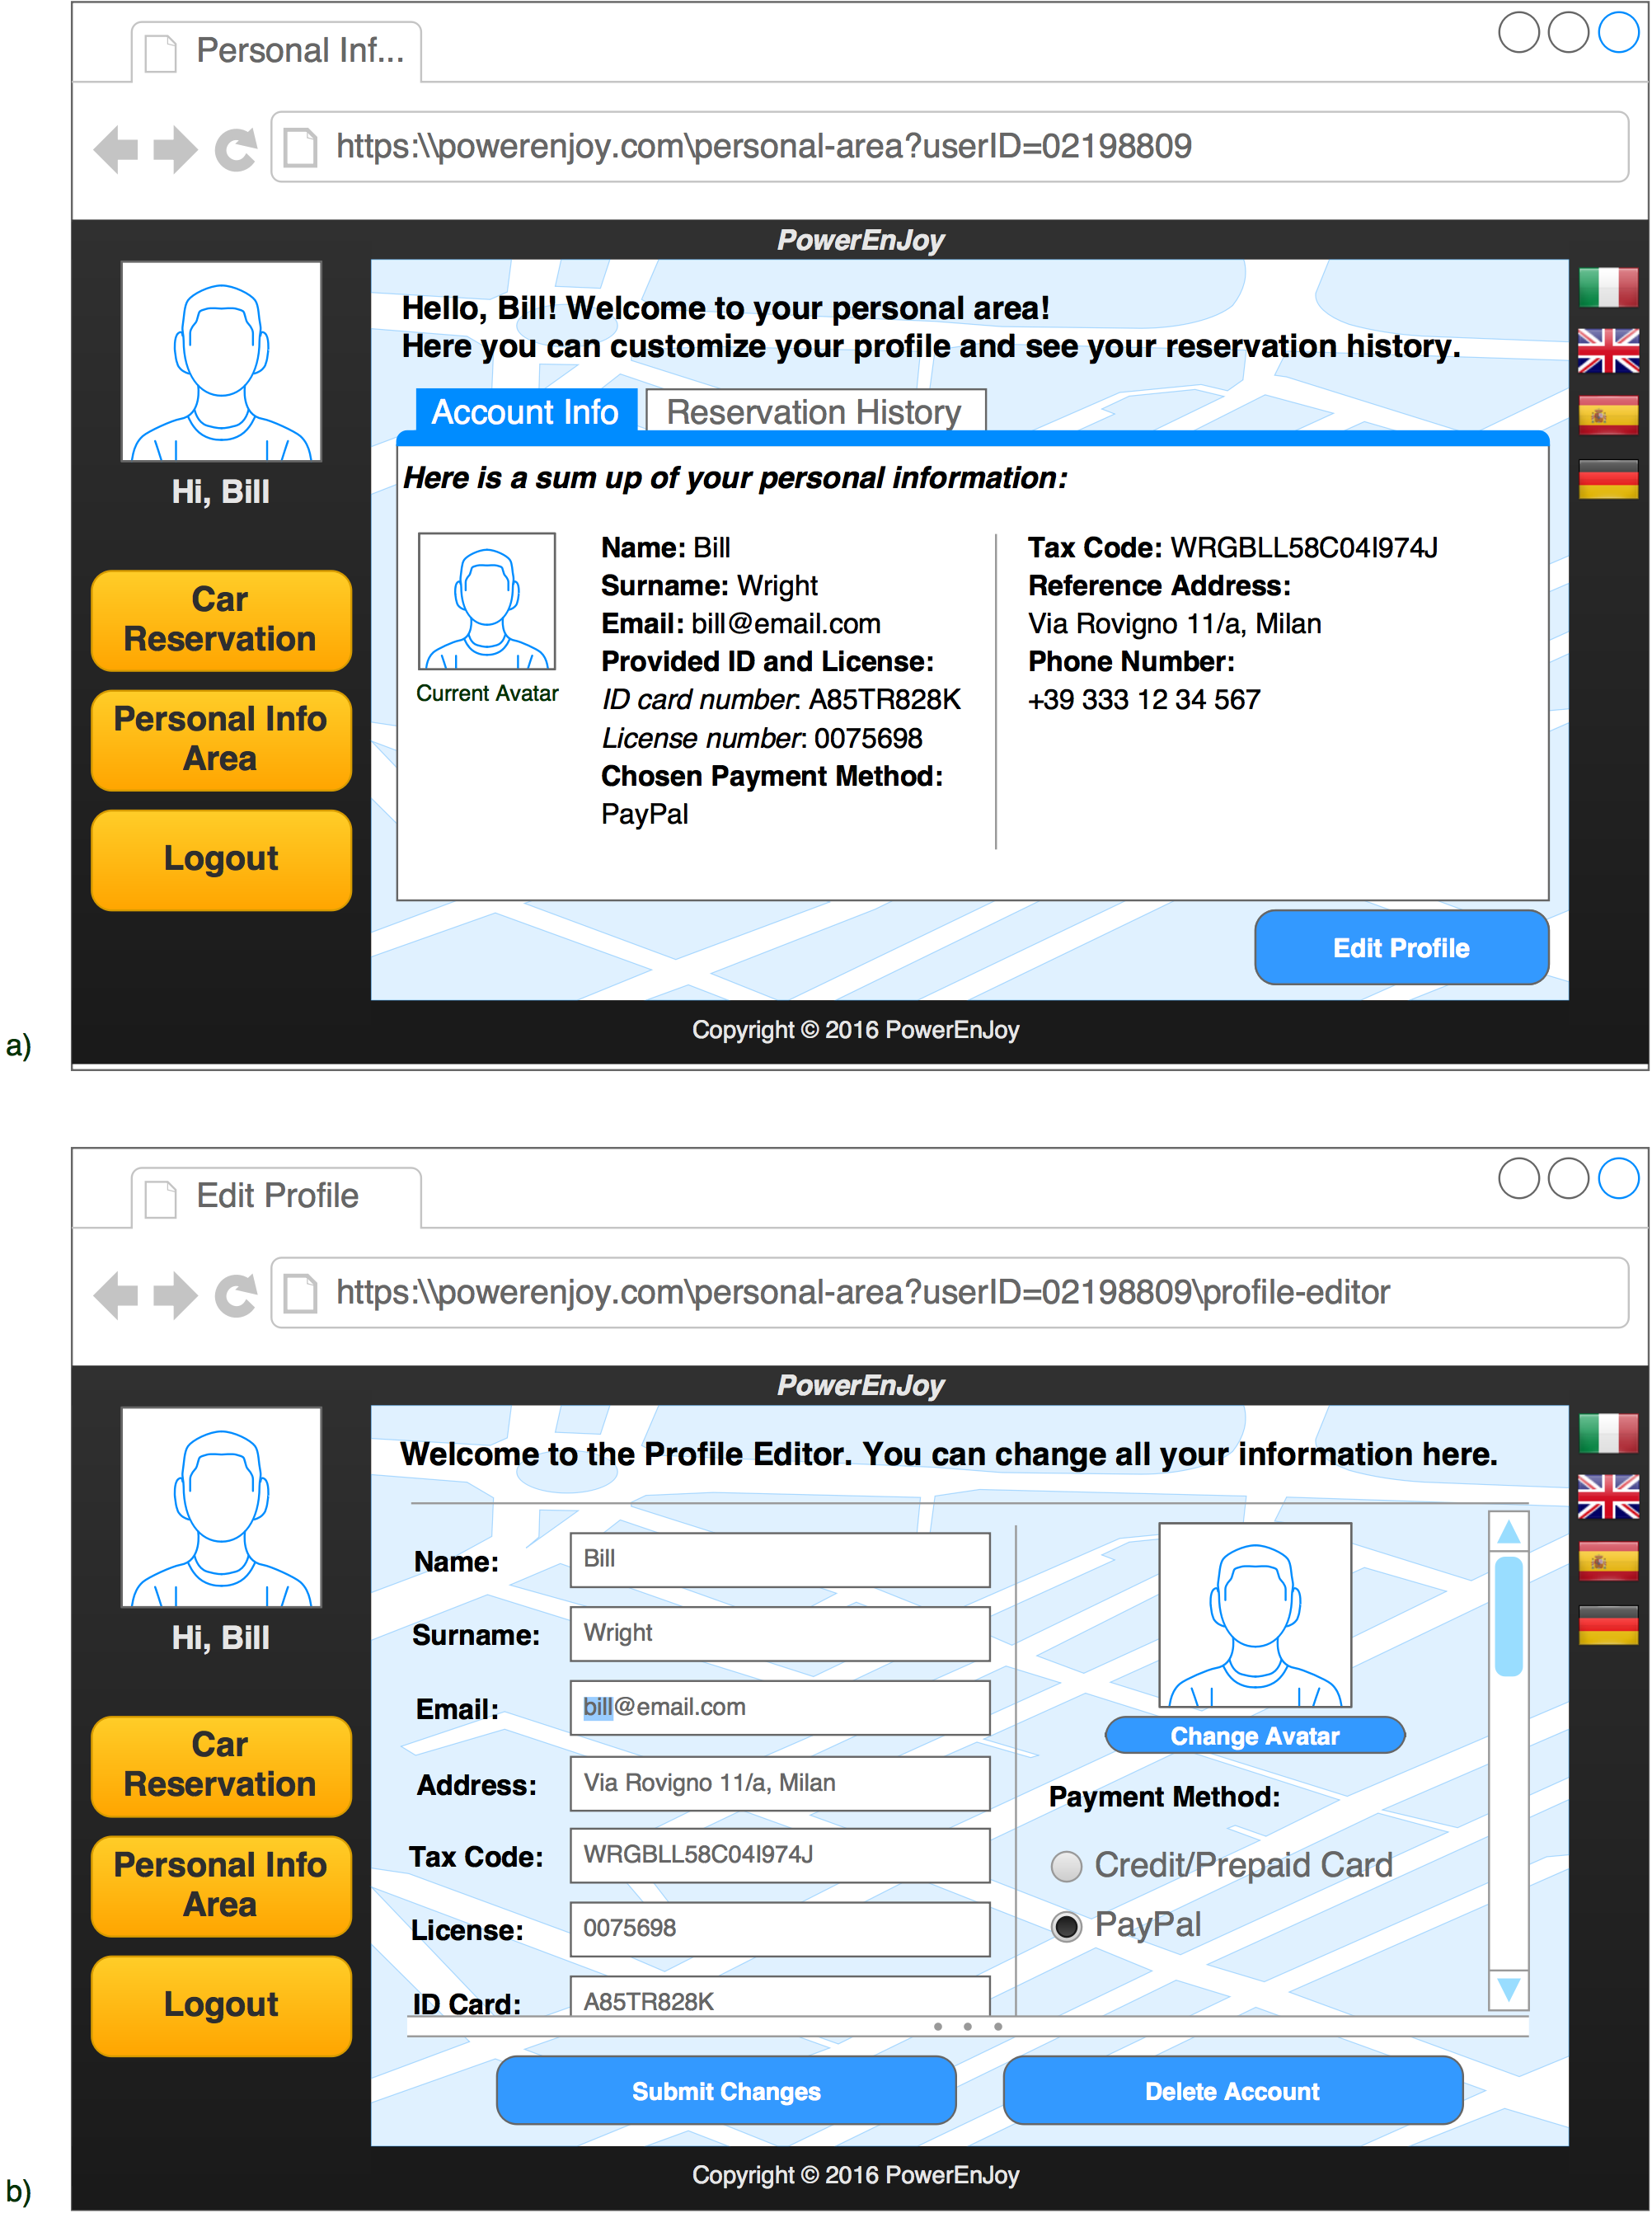 Personal Inf...
https:\\powerenjoy.com\personal-area?userID=02198809
PowerEnJoy
Hi, Bill
Car
Reservation
Personal Info
Area
Logout
Hello, Bill! Welcome to your personal area!
Here you can customize your profile and see your reservation history.
Account Info
Reservation History
Here is a sum up of your personal information:
Current Avatar
Name: Bill
Surname: Wright
Email: bill@email.com
Provided ID and License:
ID card number: A85TR828K
License number: 0075698
Chosen Payment Method:
PayPal
Tax Code: WRGBLL58C04I974J
Reference Address:
Via Rovigno 11/a, Milan
Phone Number:
+39 333 12 34 567
Edit Profile
Copyright © 2016 PowerEnJoy
a)
Edit Profile
https:\\powerenjoy.com\personal-area?userID=02198809\profile-editor
PowerEnJoy
Hi, Bill
Car
Reservation
Personal Info
Area
Logout
Welcome to the Profile Editor. You can change all your information here.
Name: Bill
Surname: Wright
Email: bill@email.com
Address: Via Rovigno 11/a, Milan
Tax Code: WRGBLL58C04I974J
License: 0075698
ID Card: A85TR828K
Change Avatar
Payment Method:
Credit/Prepaid Card
PayPal
Submit Changes
Delete Account
Copyright © 2016 PowerEnJoy
b)